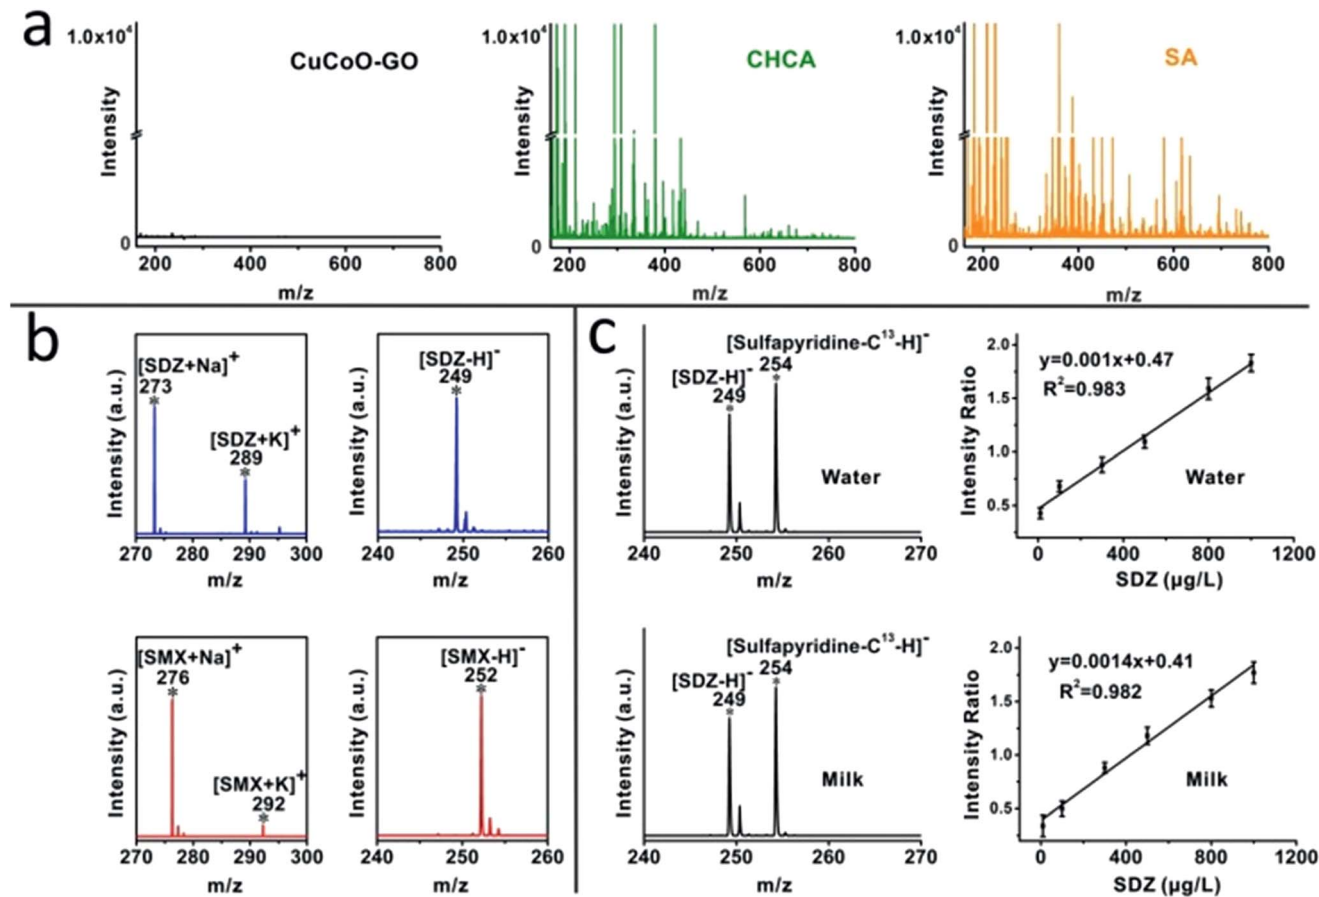 a
1.0x10⁴
Intensity
0
CuCoO-GO
200 400 600 800
m/z
1.0x10⁴
Intensity
0
CHCA
200 400 600 800
m/z
1.0x10⁴
Intensity
0
SA
200 400 600 800
m/z
b
Intensity (a.u.)
[SDZ+Na]⁺
273
[SDZ+K]⁺
289
270 280 290 300
m/z
Intensity (a.u.)
[SDZ-H]⁻
249
240 250 260
m/z
Intensity (a.u.)
[SMX+Na]⁺
276
[SMX+K]⁺
292
270 280 290 300
m/z
Intensity (a.u.)
[SMX-H]⁻
252
240 250 260
m/z
c
Intensity (a.u.)
[Sulfapyridine-C¹³-H]⁻
254
[SDZ-H]⁻
249
Water
240 250 260 270
m/z
Intensity Ratio
2.0
1.5
1.0
0.5
y=0.001x+0.47
R²=0.983
Water
0 400 800 1200
SDZ (µg/L)
Intensity (a.u.)
[Sulfapyridine-C¹³-H]⁻
254
[SDZ-H]⁻
249
Milk
240 250 260 270
m/z
Intensity Ratio
2.0
1.5
1.0
0.5
y=0.0014x+0.41
R²=0.982
Milk
0 400 800 1200
SDZ (µg/L)